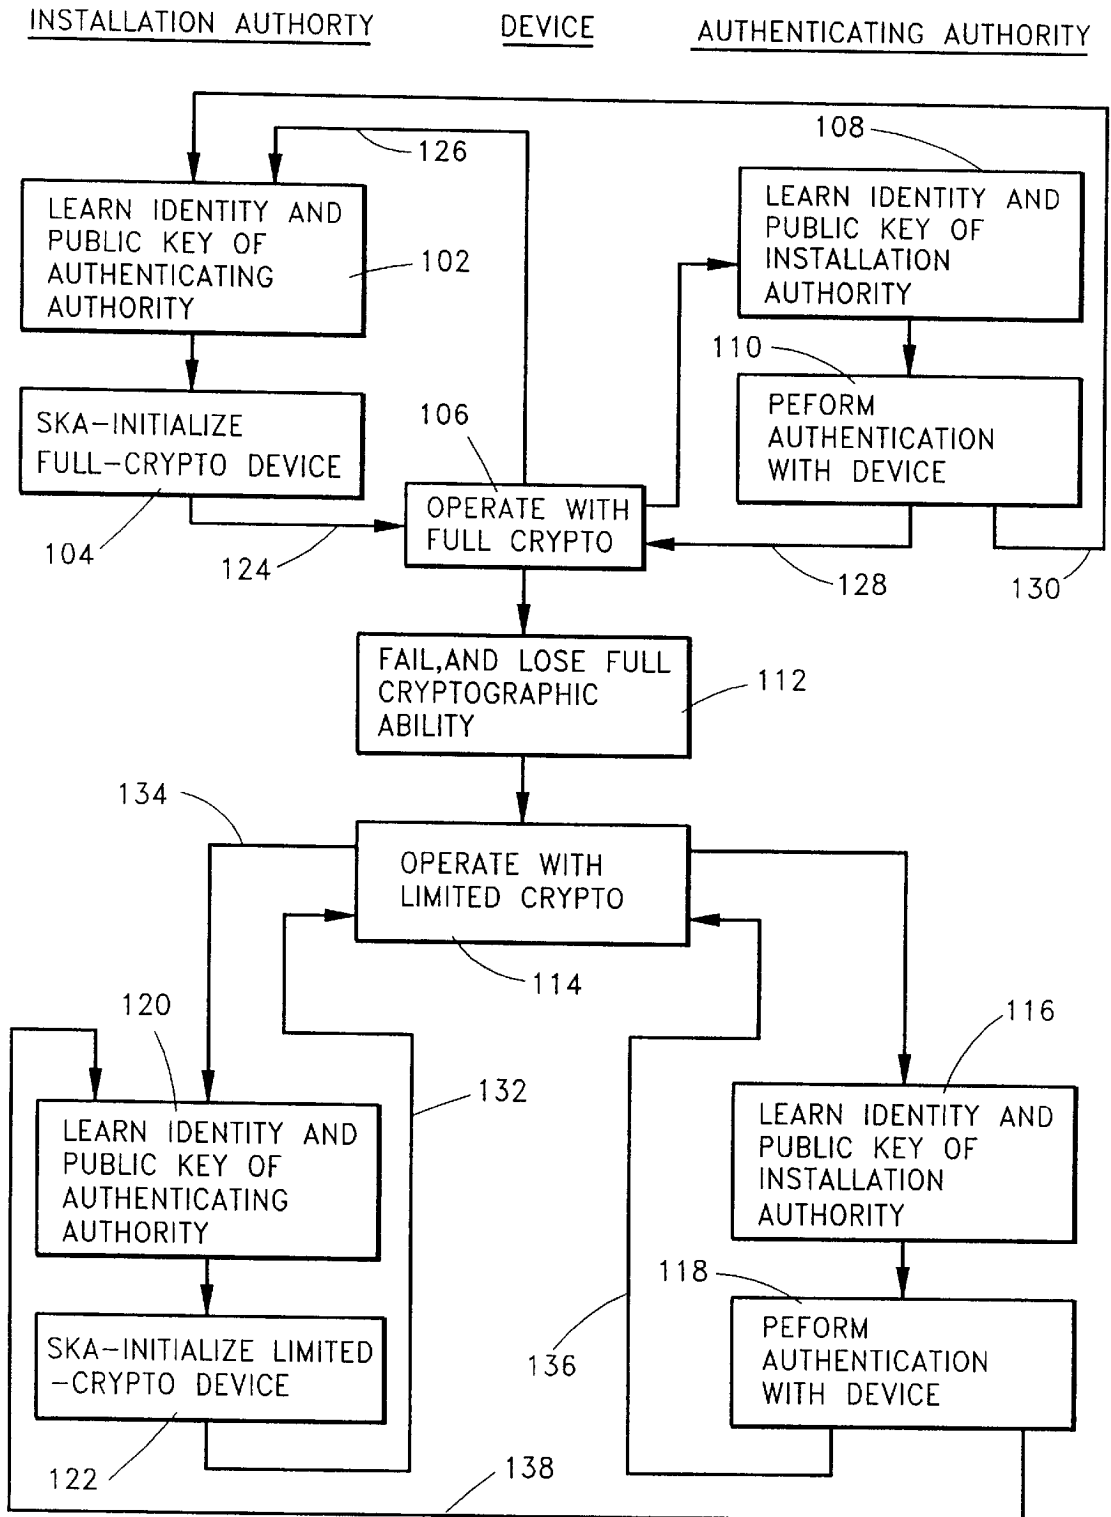 INSTALLATION AUTHORTY
DEVICE
AUTHENTICATING AUTHORITY
126
108
LEARN IDENTITY AND
PUBLIC KEY OF
AUTHENTICATING
AUTHORITY
102
LEARN IDENTITY AND
PUBLIC KEY OF
INSTALLATION
AUTHORITY
110
SKA-INITIALIZE
FULL-CRYPTO DEVICE
104
124
106
OPERATE WITH
FULL CRYPTO
PEFORM
AUTHENTICATION
WITH DEVICE
128
130
FAIL,AND LOSE FULL
CRYPTOGRAPHIC
ABILITY
112
134
OPERATE WITH
LIMITED CRYPTO
114
120
116
132
LEARN IDENTITY AND
PUBLIC KEY OF
AUTHENTICATING
AUTHORITY
LEARN IDENTITY AND
PUBLIC KEY OF
INSTALLATION
AUTHORITY
118
SKA-INITIALIZE LIMITED
-CRYPTO DEVICE
136
PEFORM
AUTHENTICATION
WITH DEVICE
122
138